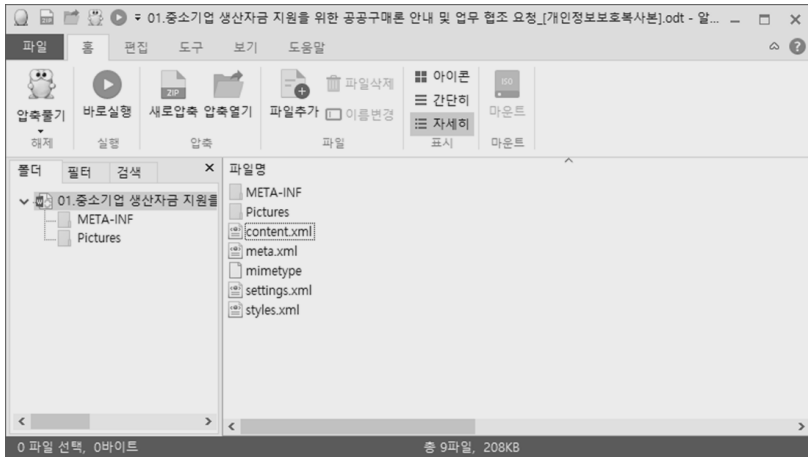 01.중소기업 생산자금 지원을 위한 공공구매론 안내 및 업무 협조 요청_[개인정보보호복사본].odt - 알...
파일 홈 편집 도구 보기 도움말
압축풀기 바로실행 새로압축 압축열기 파일추가 파일삭제 이름변경 아이콘 간단히 자세히 마운트
ZIP ISO
해제 실행 압축 파일 표시 마운트
폴더 필터 검색 파일명
01.중소기업 생산자금 지원을
META-INF
Pictures
META-INF
Pictures
content.xml
meta.xml
mimetype
settings.xml
styles.xml
0 파일 선택, 0바이트 총 9파일, 208KB